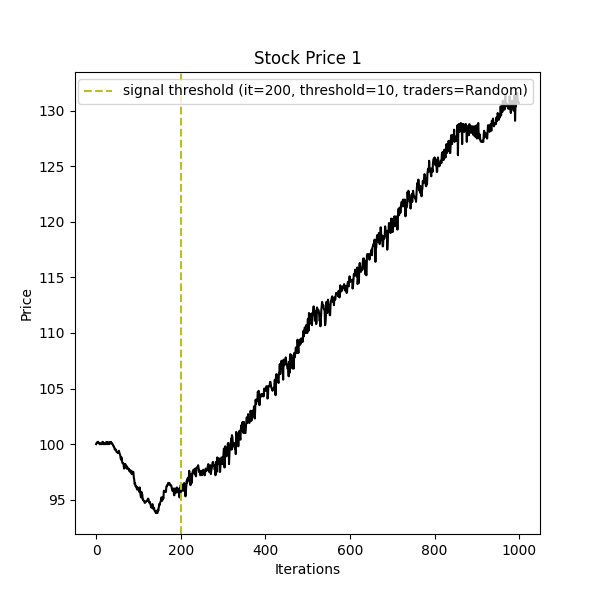 Stock Price 1
signal threshold (it=200, threshold=10, traders=Random)
130
125
120
115
110
105
100
95
Price
0 200 400 600 800 1000
Iterations